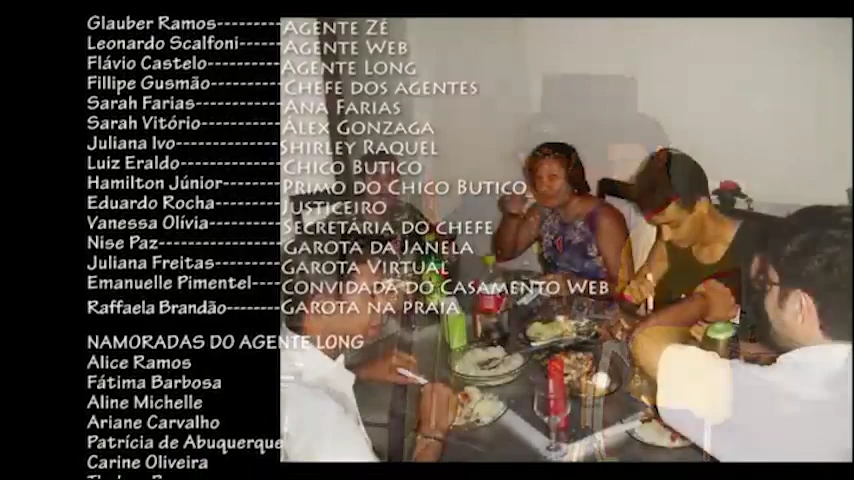 Glauber Ramos---------Agente Zé
Leonardo Scalfoni------Agente Web
Flávio Castelo----------Agente Long
Fillipe Gusmão----------Chefe dos agentes
Sarah Farias------------Ana Farias
Sarah Vitório-----------Álex Gonzaga
Juliana Ivo--------------Shirley Raquel
Luiz Eraldo--------------Chico Butico
Hamilton Júnior---------Primo do Chico Butico
Eduardo Rocha----------Justiceiro
Vanessa Olívia----------Secretária do chefe
Nise Paz-----------------Garota da Janela
Juliana Freitas----------Garota Virtual
Emanuelle Pimentel----Convidada do Casamento Web
Raffaela Brandão-------Garota na praia
NAMORADAS DO AGENTE LONG
Alice Ramos
Fátima Barbosa
Aline Michelle
Ariane Carvalho
Patrícia de Abuquerque
Carine Oliveira